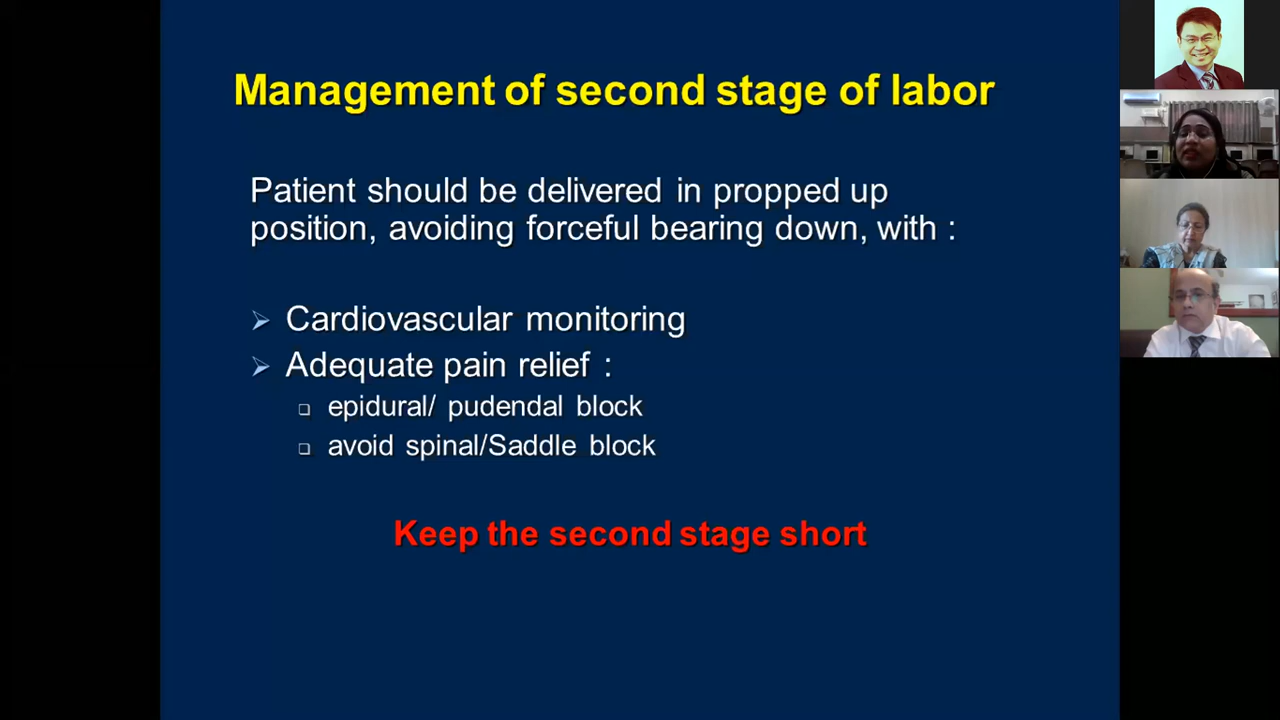 Management of second stage of labor
Patient should be delivered in propped up
position, avoiding forceful bearing down, with :
Cardiovascular monitoring
Adequate pain relief :
epidural/ pudendal block
avoid spinal/Saddle block
Keep the second stage short